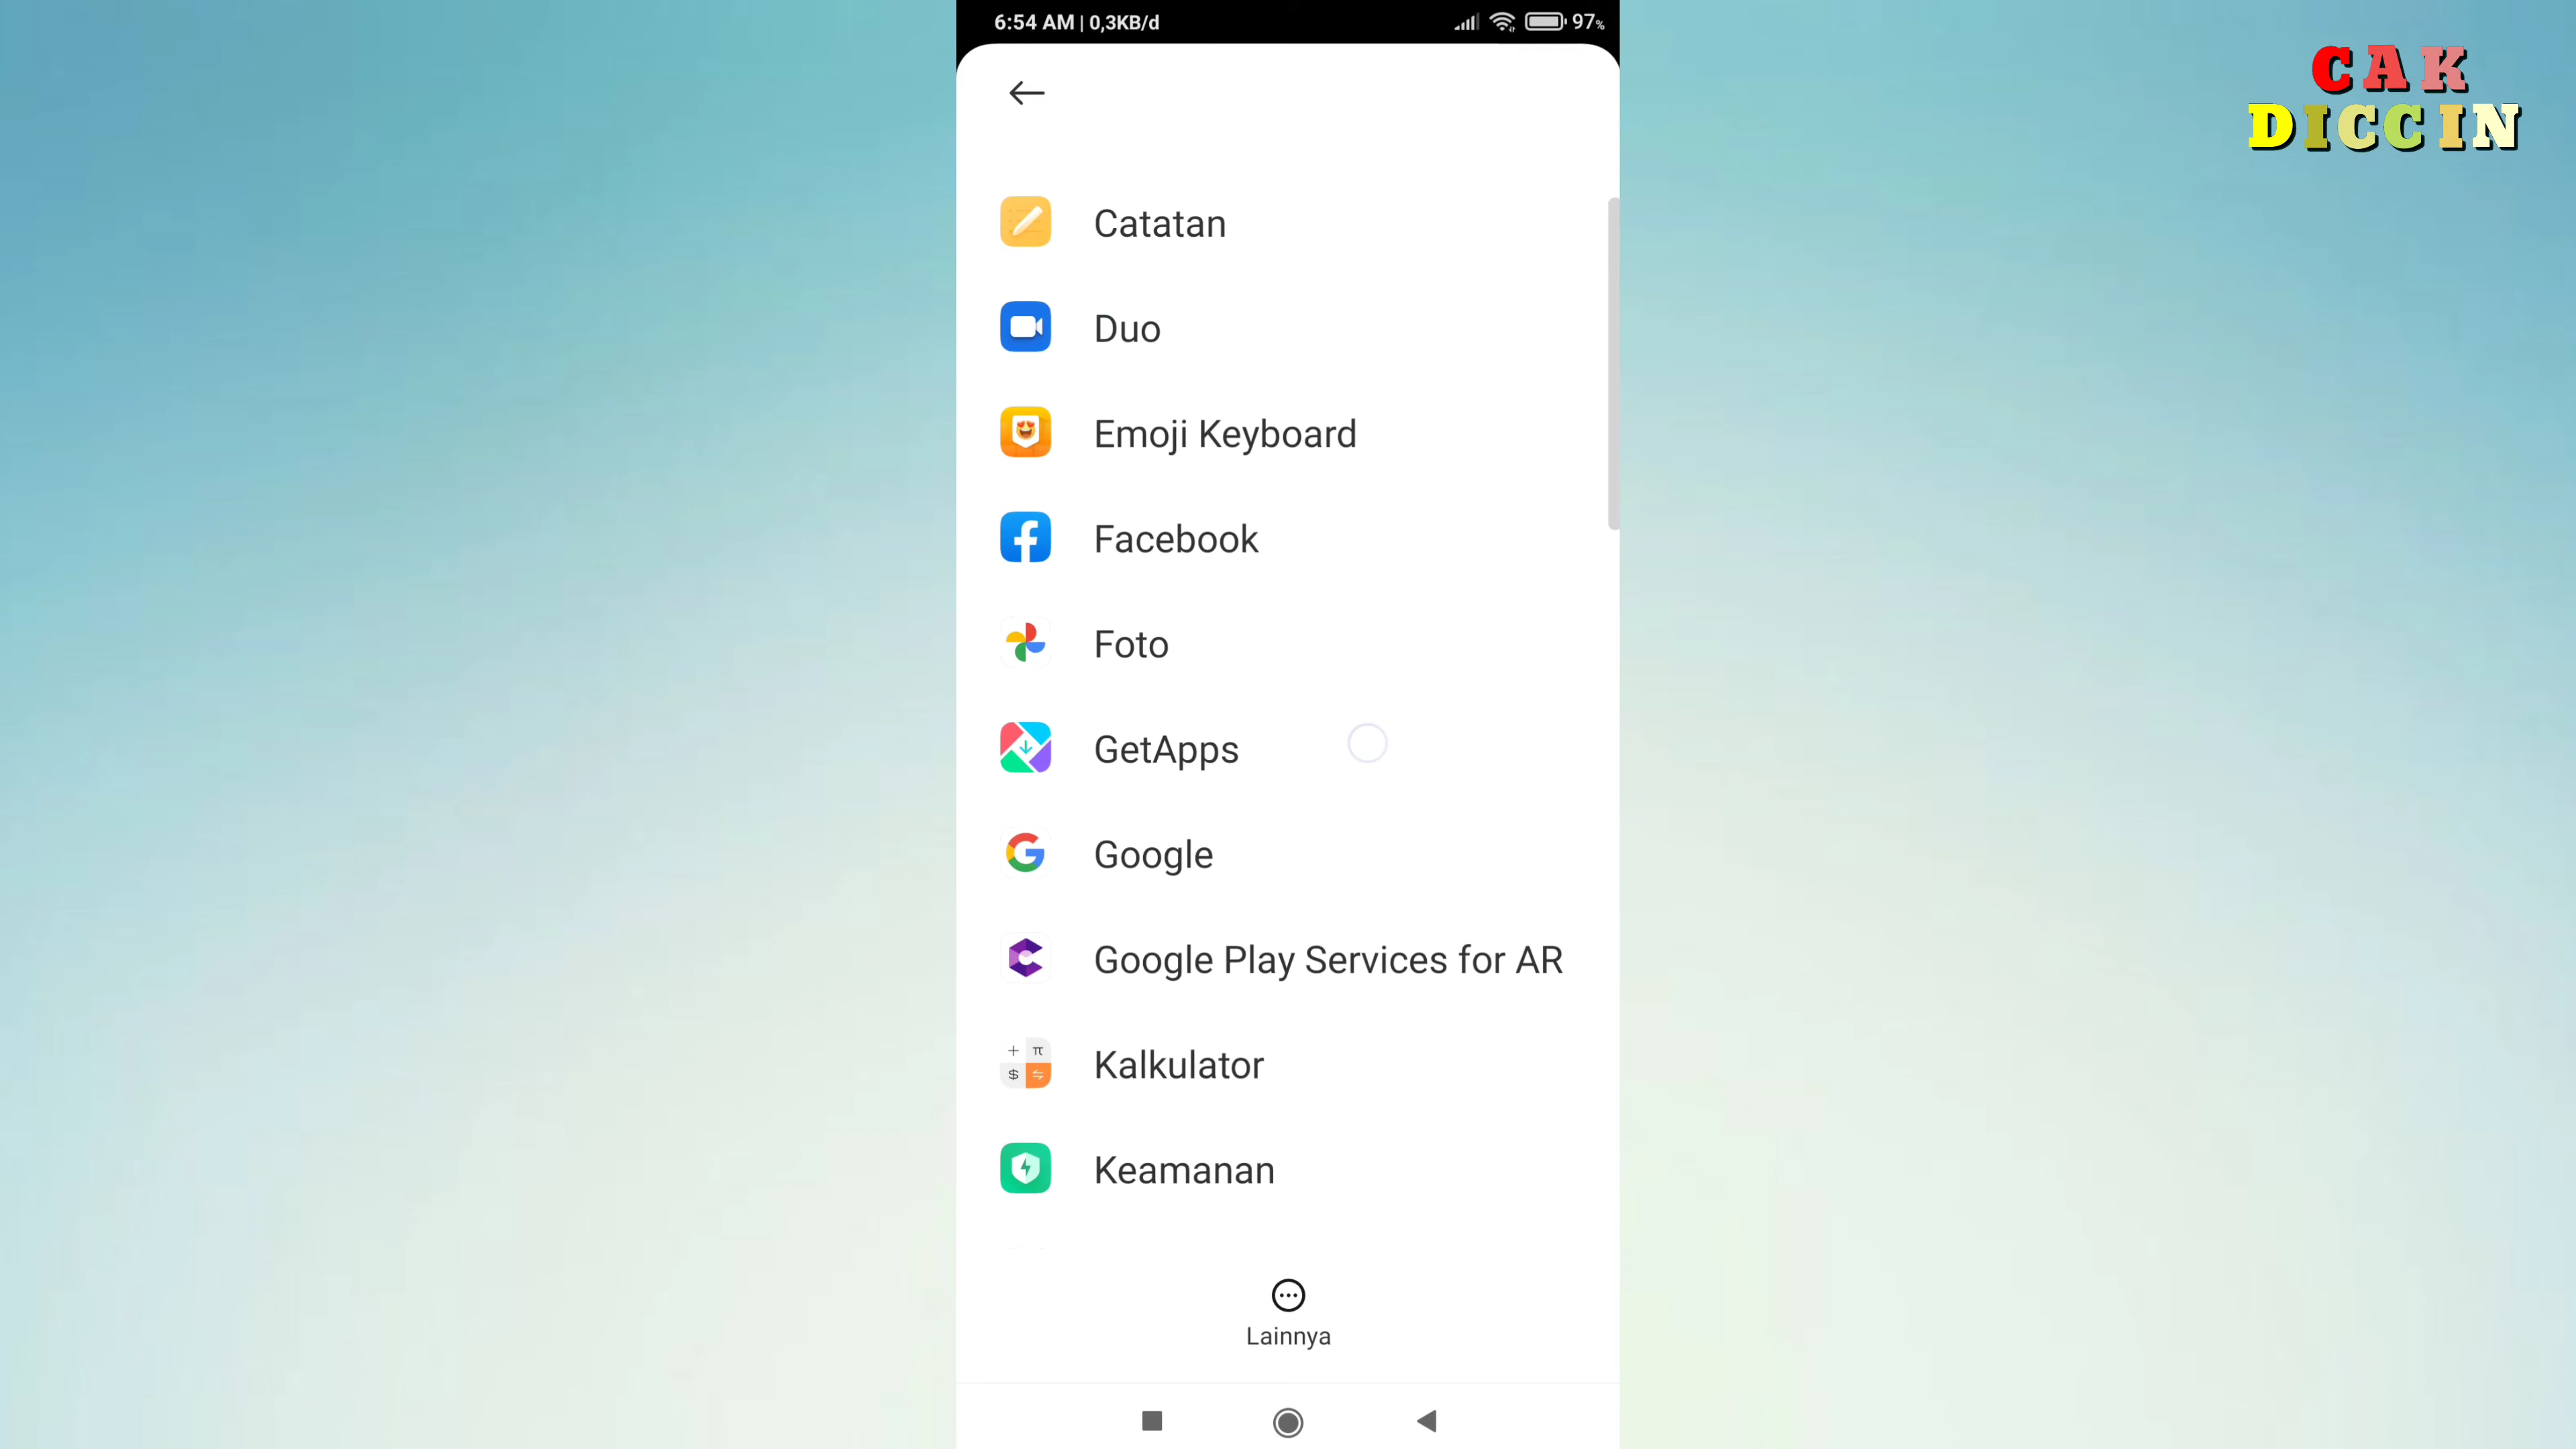 6:54 AM | 0,3KB/d
97%
CAK
DICCIN
Catatan
Duo
Emoji Keyboard
Facebook
Foto
GetApps
Google
Google Play Services for AR
+ π
$
Kalkulator
Keamanan
Lainnya